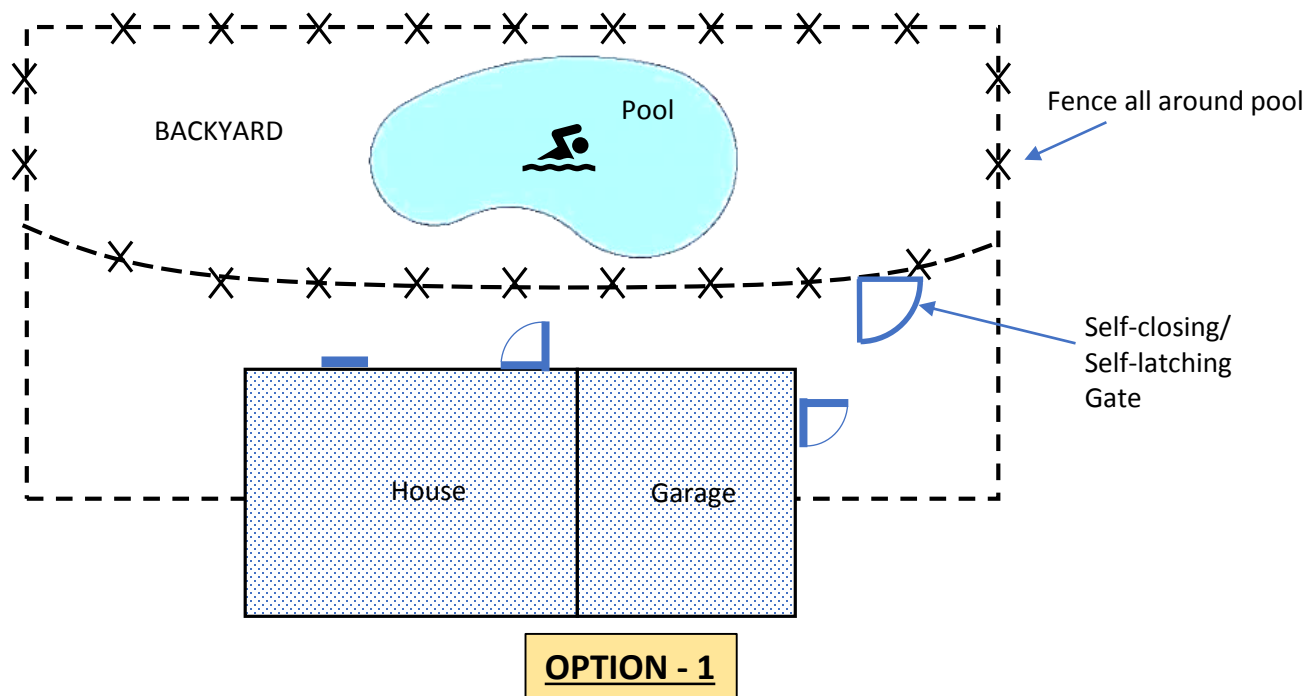 Pool
BACKYARD
Fence all around pool
Self-closing/
Self-latching
Gate
House
Garage
OPTION - 1